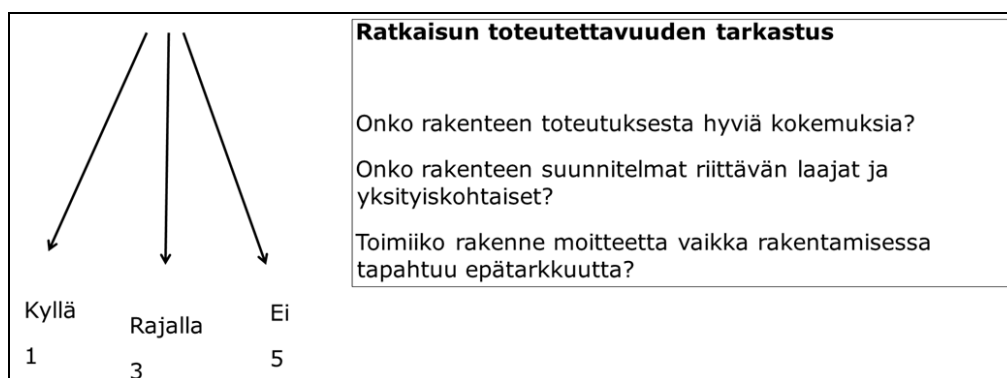 Ratkaisun toteutettavuuden tarkastus
Onko rakenteen toteutuksesta hyviä kokemuksia?
Onko rakenteen suunnitelmat riittävän laajat ja
yksityiskohtaiset?
Toimiiko rakenne moitteetta vaikka rakentamisessa
tapahtuu epätarkkuutta?
Kyllä
Rajalla
Ei
1
3
5